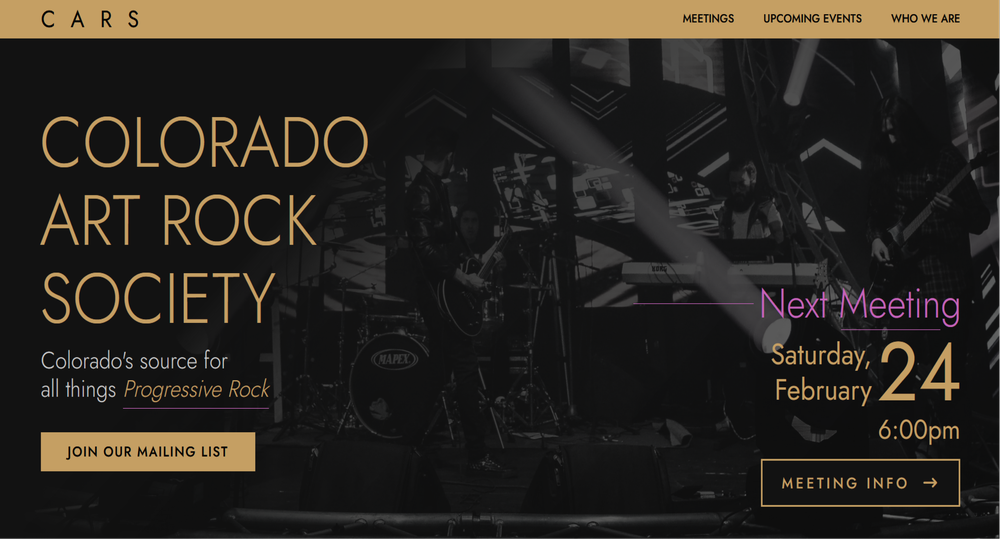 CARS
MEETINGS
UPCOMING EVENTS
WHO WE ARE
COLORADO
ART ROCK
SOCIETY
Colorado's source for
all things Progressive Rock
JOIN OUR MAILING LIST
KORG
MAPEX
Next Meeting
Saturday,
February
24
6:00pm
MEETING INFO →